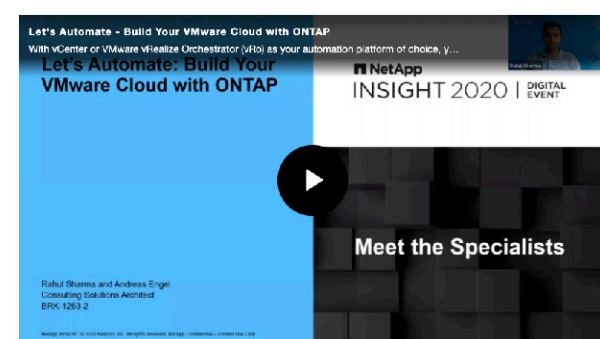 Let's Automate - Build Your VMware Cloud with ONTAP
With vCenter or VMware vRealize Orchestrator (vRo) as your automation platform of choice, y...
Let's Automate: Build Your
VMware Cloud with ONTAP
NetApp
INSIGHT 2020 | DIGITAL
EVENT
Meet the Specialists
Rahul Sharma and Andreas Engel
Consulting Solutions Architect
BRK-1263-2